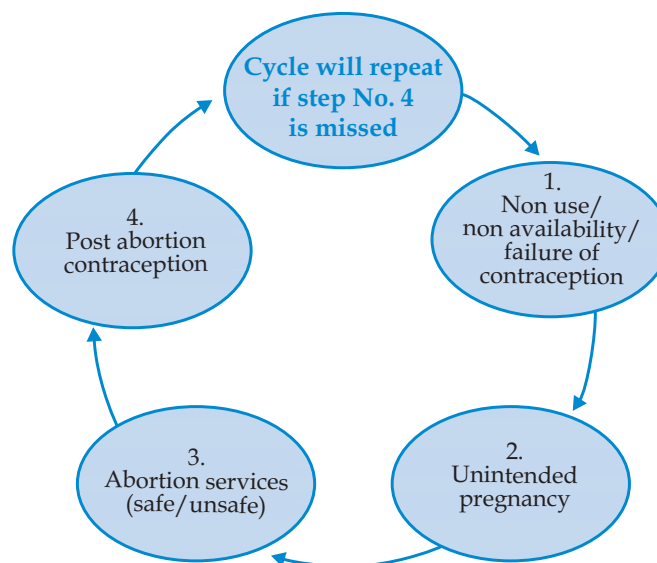 Cycle will repeat
if step No. 4
is missed
1.
Non use/
non availability/
failure of
contraception
2.
Unintended
pregnancy
3.
Abortion services
(safe/unsafe)
4.
Post abortion
contraception